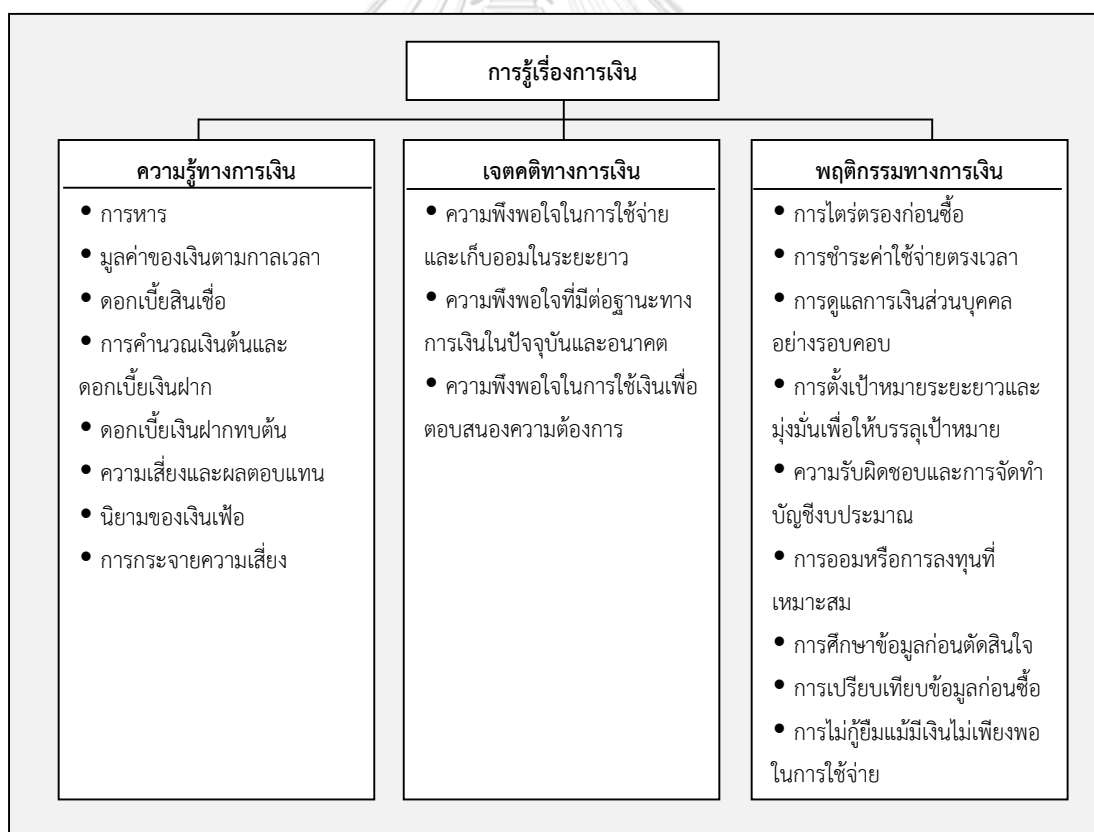 การรู้เรื่องการเงิน
ความรู้ทางการเงิน
• การหาร
• มูลค่าของเงินตามกาลเวลา
• ดอกเบี้ยสินเชื่อ
• การคำนวณเงินต้นและ
ดอกเบี้ยเงินฝาก
• ดอกเบี้ยเงินฝากทบต้น
• ความเสี่ยงและผลตอบแทน
• นิยามของเงินเฟ้อ
• การกระจายความเสี่ยง
เจตคติทางการเงิน
• ความพึงพอใจในการใช้จ่าย
และเก็บออมในระยะยาว
• ความพึงพอใจที่มีต่อฐานะทาง
การเงินในปัจจุบันและอนาคต
• ความพึงพอใจในการใช้เงินเพื่อ
ตอบสนองความต้องการ
พฤติกรรมทางการเงิน
• การไตร่ตรองก่อนซื้อ
• การชำระค่าใช้จ่ายตรงเวลา
• การดูแลการเงินส่วนบุคคล
อย่างรอบคอบ
• การตั้งเป้าหมายระยะยาวและ
มุ่งมั่นเพื่อให้บรรลุเป้าหมาย
• ความรับผิดชอบและการจัดทำ
บัญชีงบประมาณ
• การออมหรือการลงทุนที่
เหมาะสม
• การศึกษาข้อมูลก่อนตัดสินใจ
• การเปรียบเทียบข้อมูลก่อนซื้อ
• การไม่กู้ยืมแม้มีเงินไม่เพียงพอ
ในการใช้จ่าย